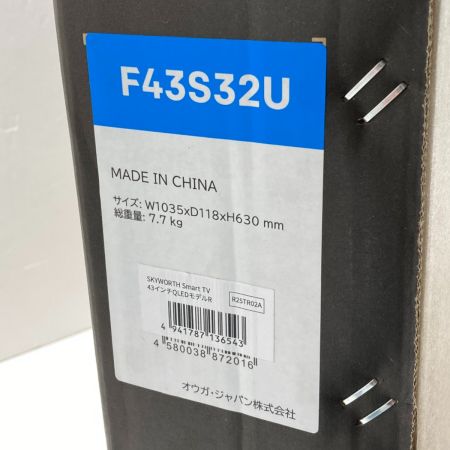 F43S32U
MADE IN CHINA
サイズ: W1035xD118xH630 mm
総重量: 7.7 kg
SKYWORTH Smart TV
43インチQLEDモデルR
R25TR02A
4 941787 136543
4 580038 872016
オウガ・ジャパン株式会社